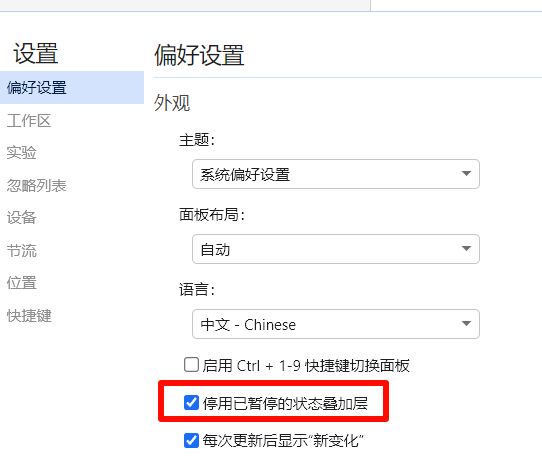 设置
偏好设置
工作区
实验
忽略列表
设备
节流
位置
快捷键
偏好设置
外观
主题:
系统偏好设置
面板布局:
自动
语言:
中文 - Chinese
启用 Ctrl + 1-9 快捷键切换面板
停用已暂停的状态叠加层
每次更新后显示“新变化”